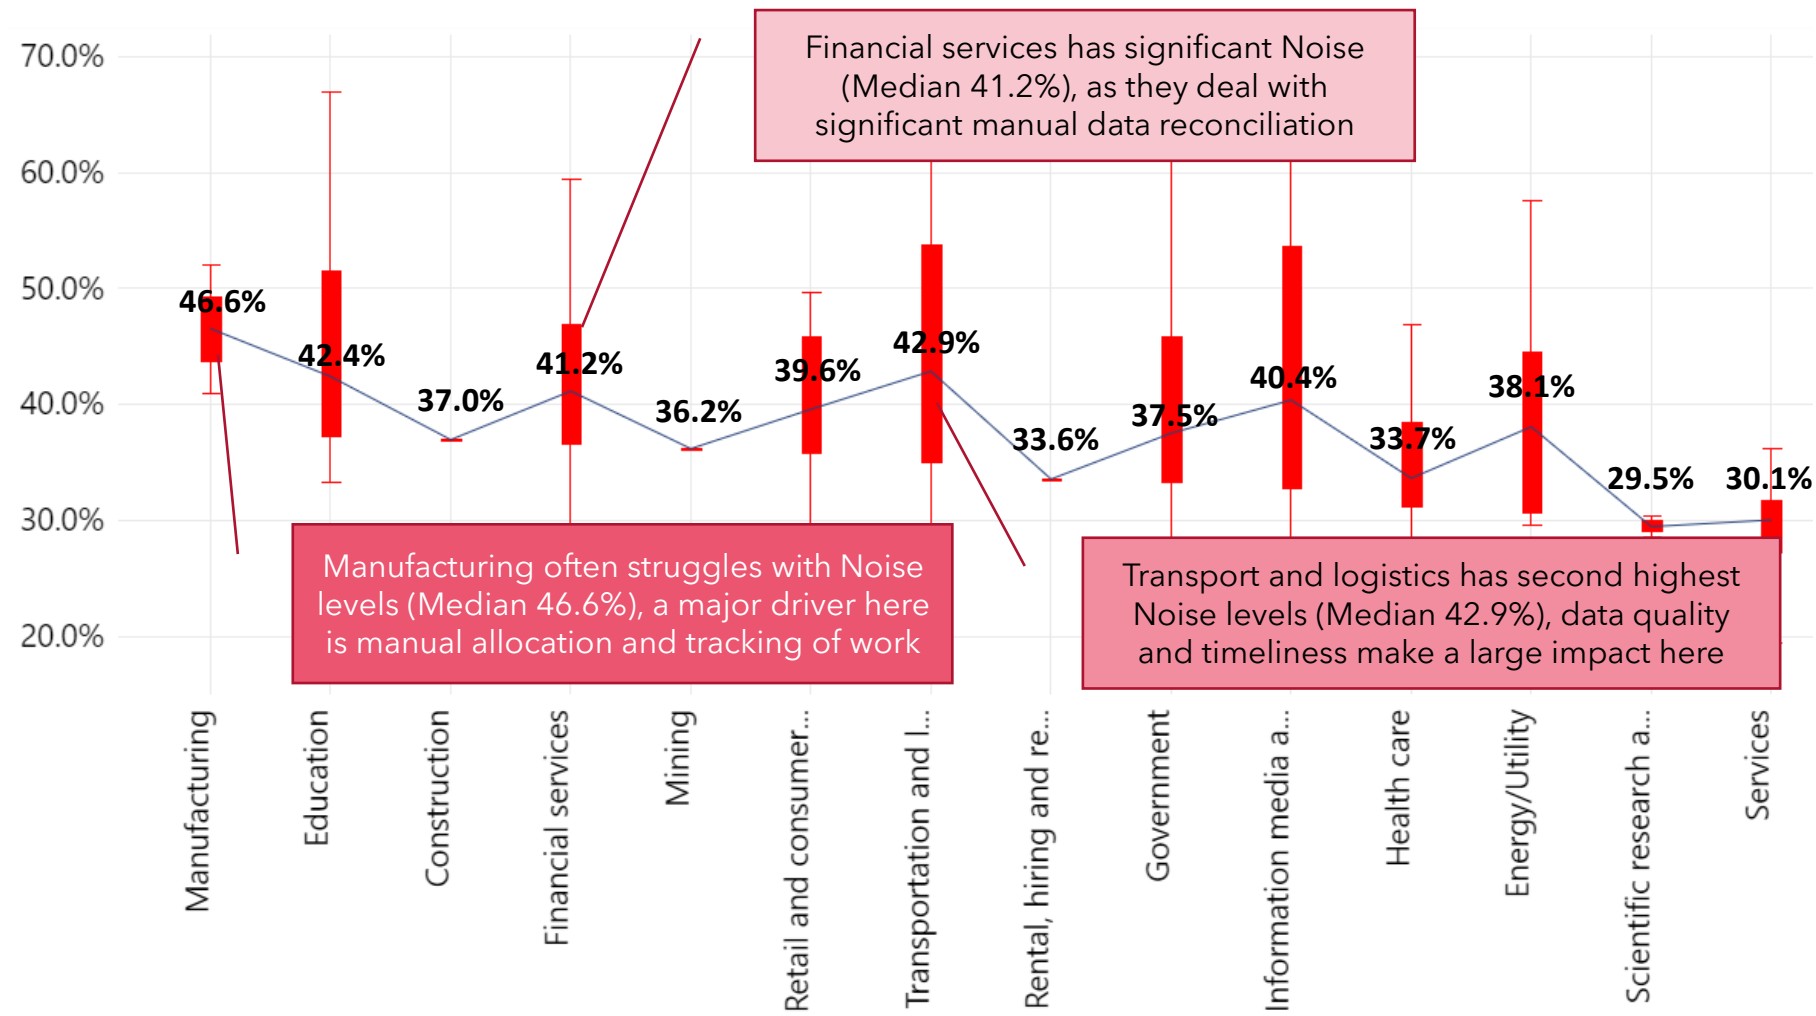 Financial services has significant Noise
(Median 41.2%), as they deal with
significant manual data reconciliation
70.0%
60.0%
50.0%
40.0%
30.0%
20.0%
46.6%
42.4%
37.0%
41.2%
36.2%
39.6%
42.9%
33.6%
37.5%
40.4%
33.7%
38.1%
29.5%
30.1%
Manufacturing often struggles with Noise
levels (Median 46.6%), a major driver here
is manual allocation and tracking of work
Transport and logistics has second highest
Noise levels (Median 42.9%), data quality
and timeliness make a large impact here
Manufacturing
Education
Construction
Financial services
Mining
Retail and consumer...
Transportation and l...
Rental, hiring and re...
Government
Information media a...
Health care
Energy/Utility
Scientific research a...
Services